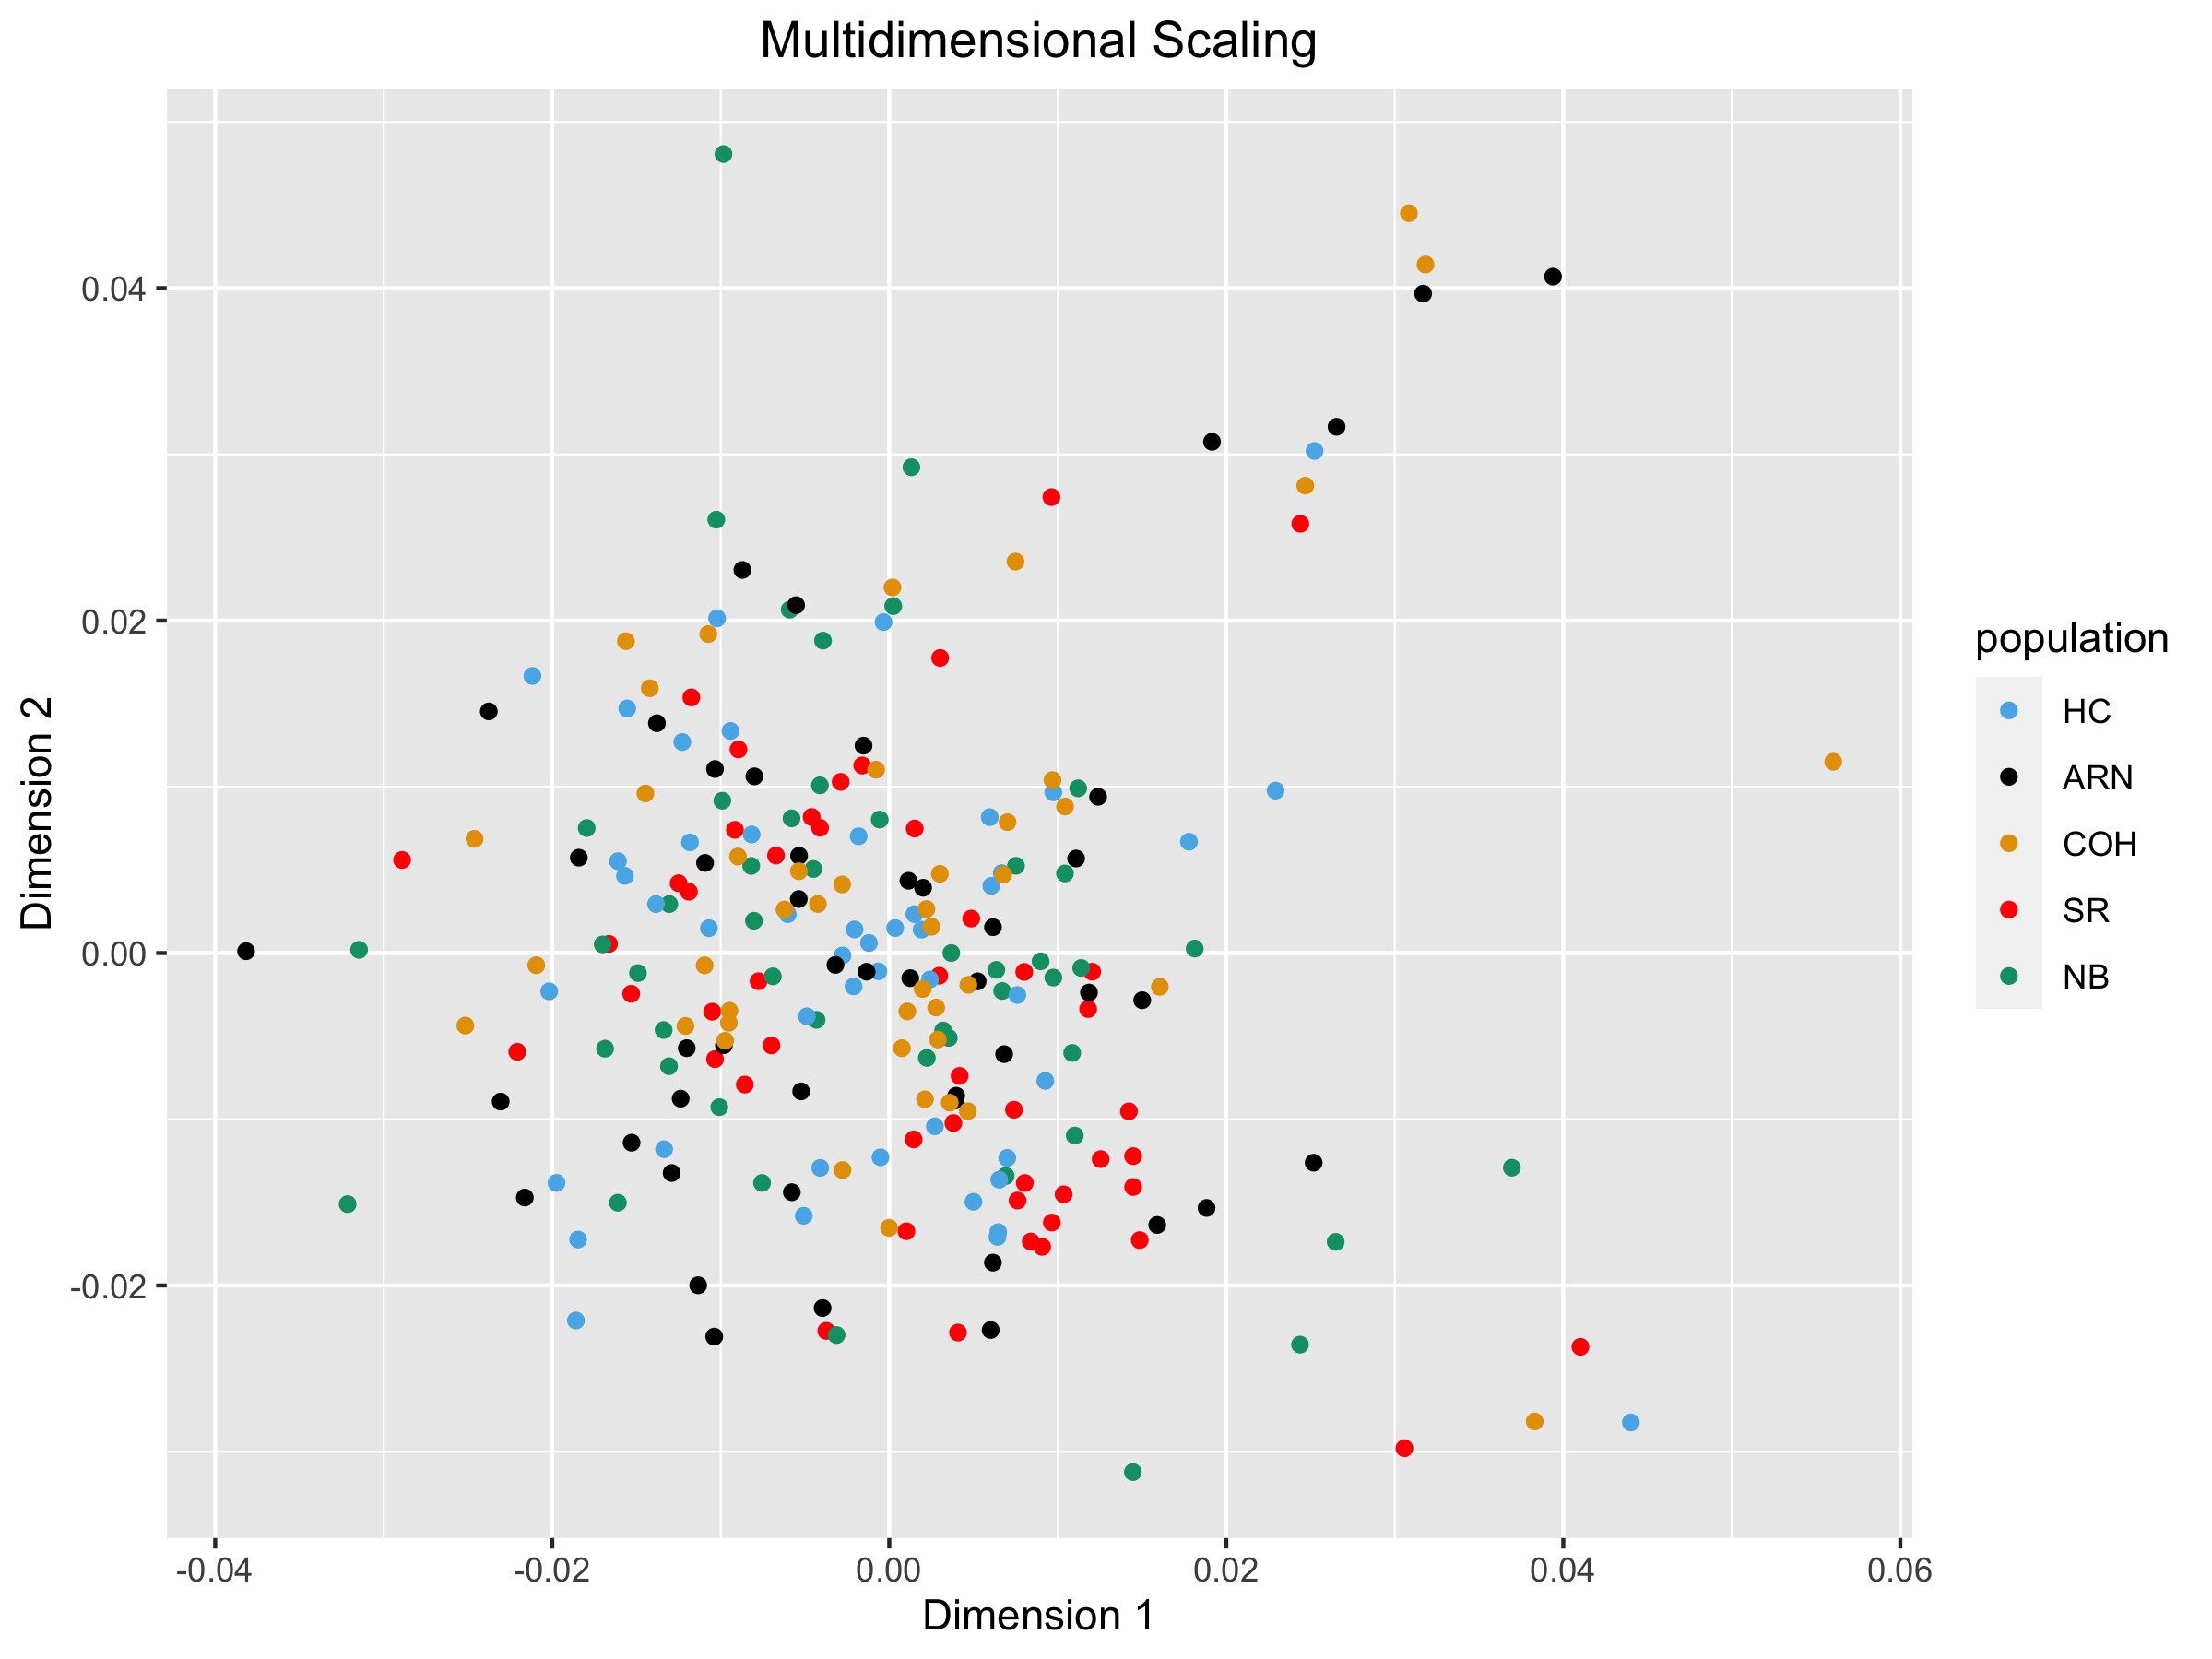 Multidimensional Scaling
0.04
0.02
0.00
-0.02
Dimension 2
-0.04
-0.02
0.00
0.02
0.04
0.06
Dimension 1
population
HC
ARN
COH
SR
NB